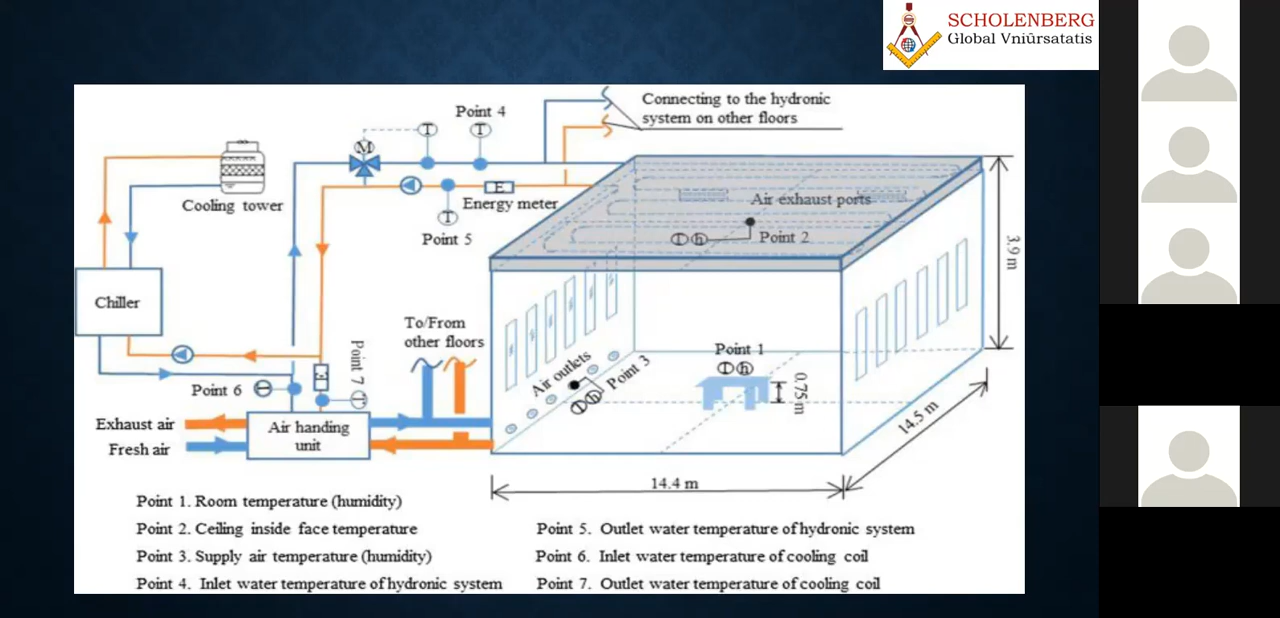 SCHOLENBERG
Global Vniûrsatatis
Connecting to the hydronic
system on other floors
Point 4
T
T
M
Cooling tower
E
Energy meter
T
Point 5
Air exhaust ports
T h
Point 2
3.9 m
Chiller
To/From
other floors
Point 7
E
Point 6
T
Air outlets
T h
Point 3
Point 1
T h
0.75m
Exhaust air
Fresh air
Air handing
unit
14.5 m
14.4 m
Point 1. Room temperature (humidity)
Point 2. Ceiling inside face temperature
Point 3. Supply air temperature (humidity)
Point 4. Inlet water temperature of hydronic system
Point 5. Outlet water temperature of hydronic system
Point 6. Inlet water temperature of cooling coil
Point 7. Outlet water temperature of cooling coil